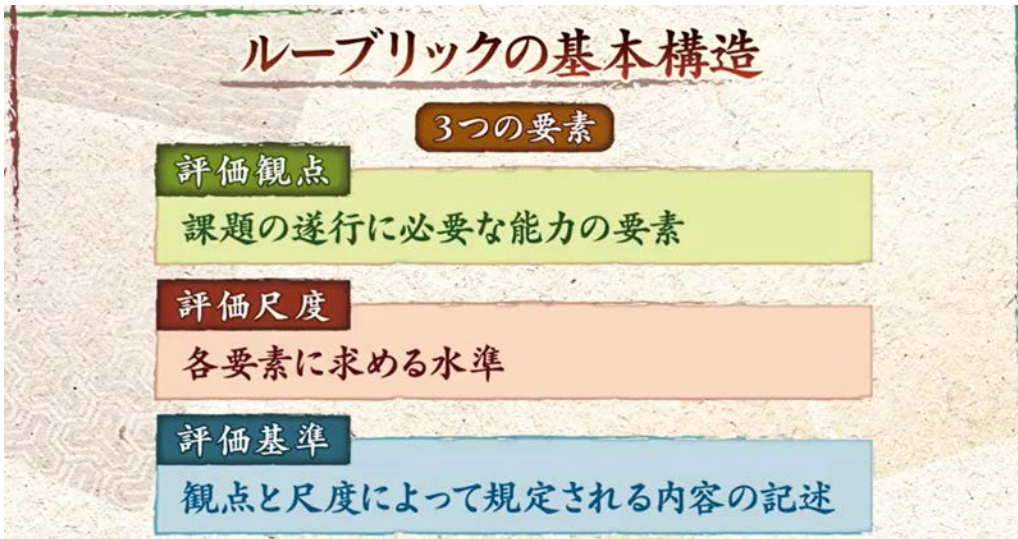 ルーブリックの基本構造
3つの要素
評価観点
課題の遂行に必要な能力の要素
評価尺度
各要素に求める水準
評価基準
観点と尺度によって規定される内容の記述